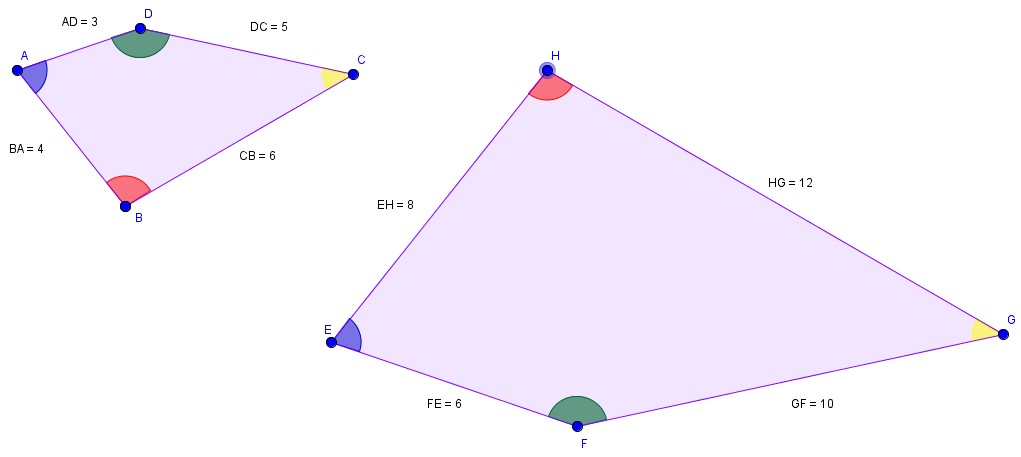 D
AD = 3
DC = 5
A
C
H
BA = 4
CB = 6
HG = 12
EH = 8
B
G
E
FE = 6
GF = 10
F